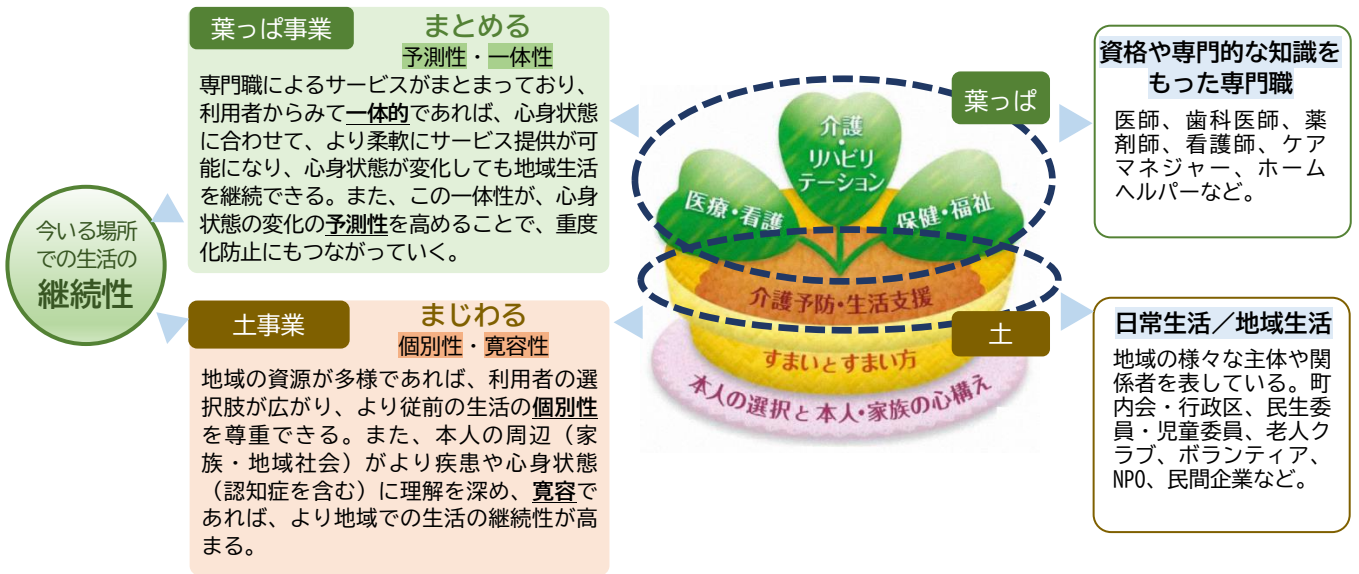 今いる場所
での生活の
継続性
葉っぱ事業
まとめる
予測性・一体性
専門職によるサービスがまとまっており、
利用者からみて一体的であれば、心身状態
に合わせて、より柔軟にサービス提供が可
能になり、心身状態が変化しても地域生活
を継続できる。また、この一体性が、心身
状態の変化の予測性を高めることで、重度
化防止にもつながっていく。
土事業
まじわる
個別性・寛容性
地域の資源が多様であれば、利用者の選
択肢が広がり、より従前の生活の個別性
を尊重できる。また、本人の周辺（家
族・地域社会）がより疾患や心身状態
（認知症を含む）に理解を深め、寛容で
あれば、より地域での生活の継続性が高
まる。
介護
・
リハビリ
テーション
医療・看護
保健・福祉
介護予防・生活支援
すまいとすまい方
本人の選択と本人・家族の心構え
葉っぱ
土
資格や専門的な知識を
もった専門職
医師、歯科医師、薬
剤師、看護師、ケア
マネジャー、ホーム
ヘルパーなど。
日常生活／地域生活
地域の様々な主体や関
係者を表している。町
内会・行政区、民生委
員・児童委員、老人ク
ラブ、ボランティア、
NPO、民間企業など。